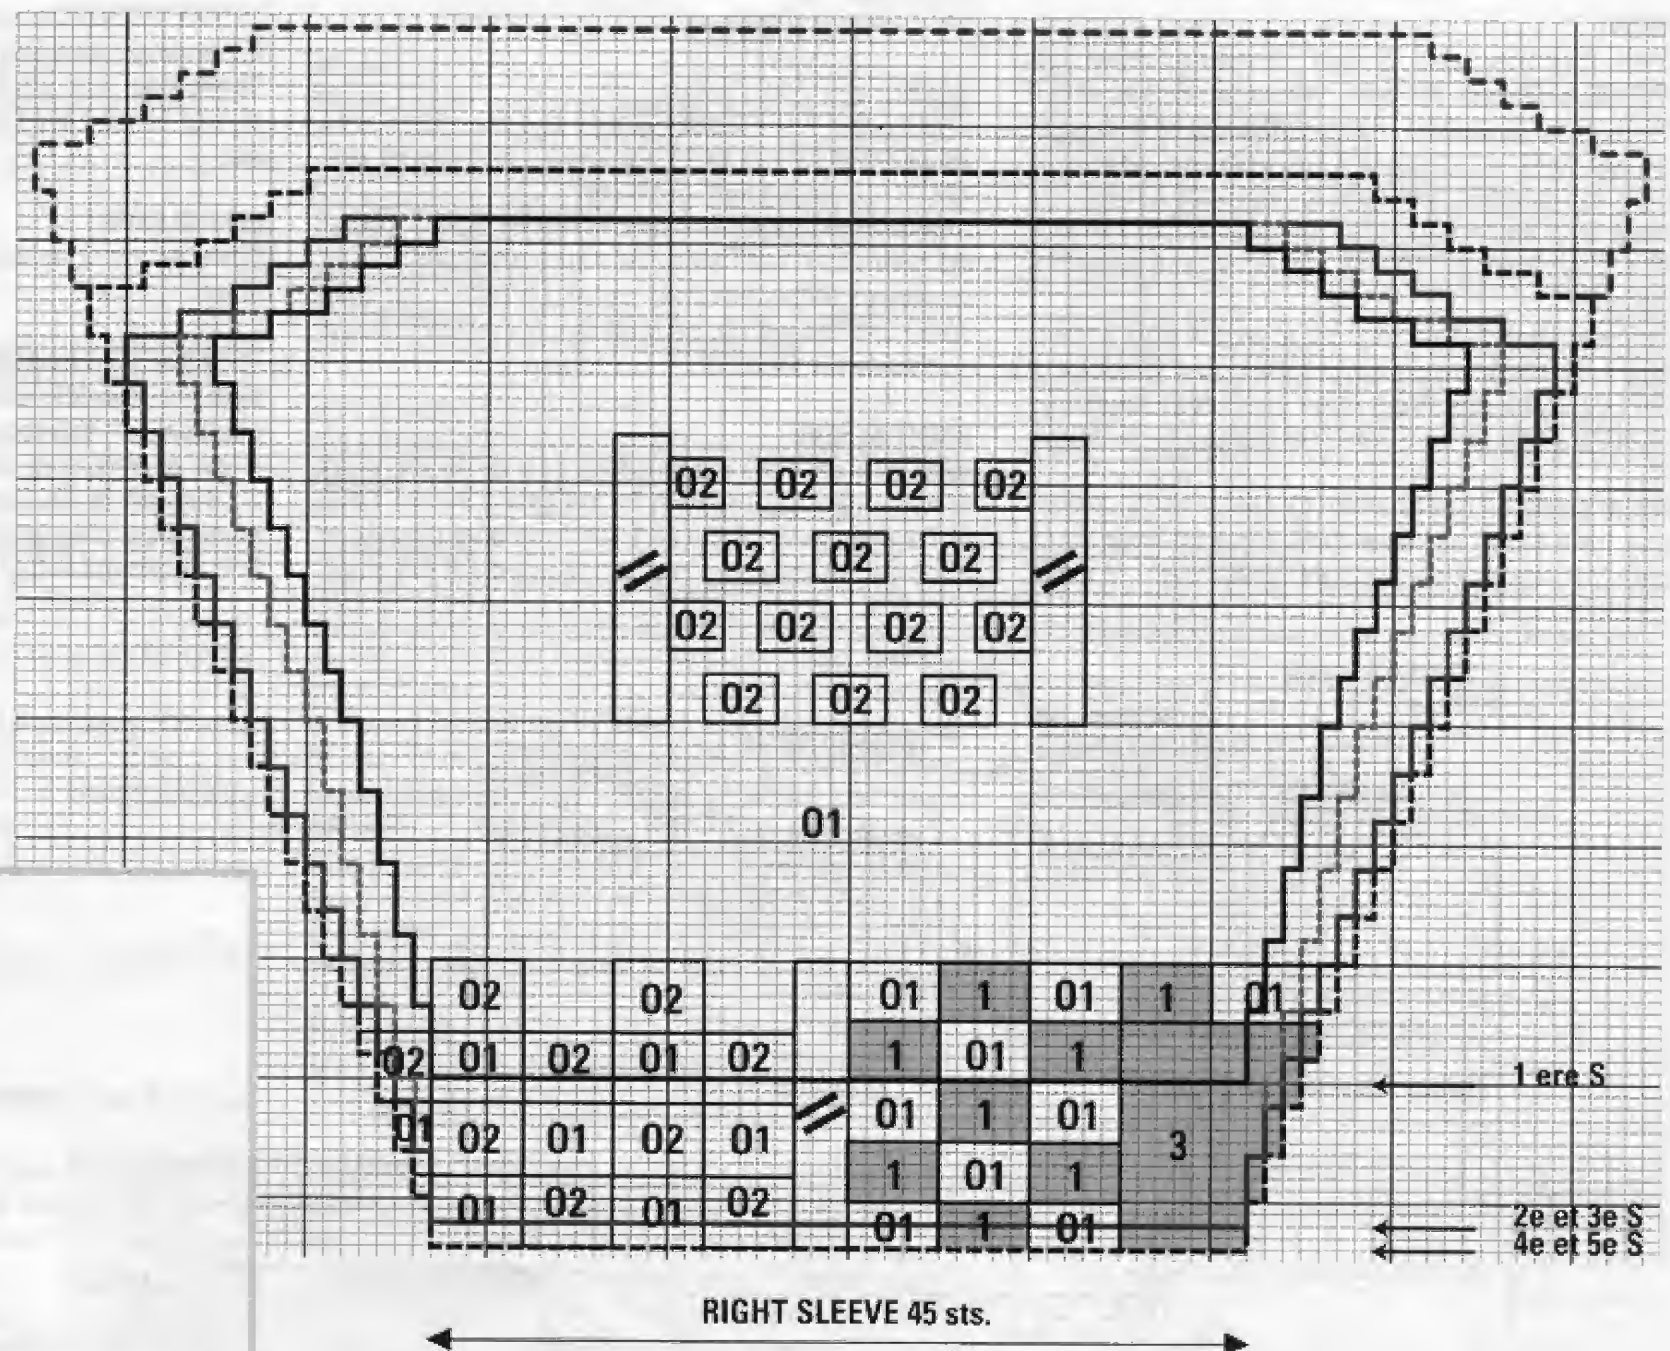 02 02 02 02
02 02 02
02 02 02 02
02 02 02
01
02 02 01 1 01 1 01
02 01 02 01 02 1 01 1
1 ere S
01 02 01 02 01 01 1 01 3
1 01 1
01 02 01 02 01 1 01
2e et 3e S
4e et 5e S
RIGHT SLEEVE 45 sts.